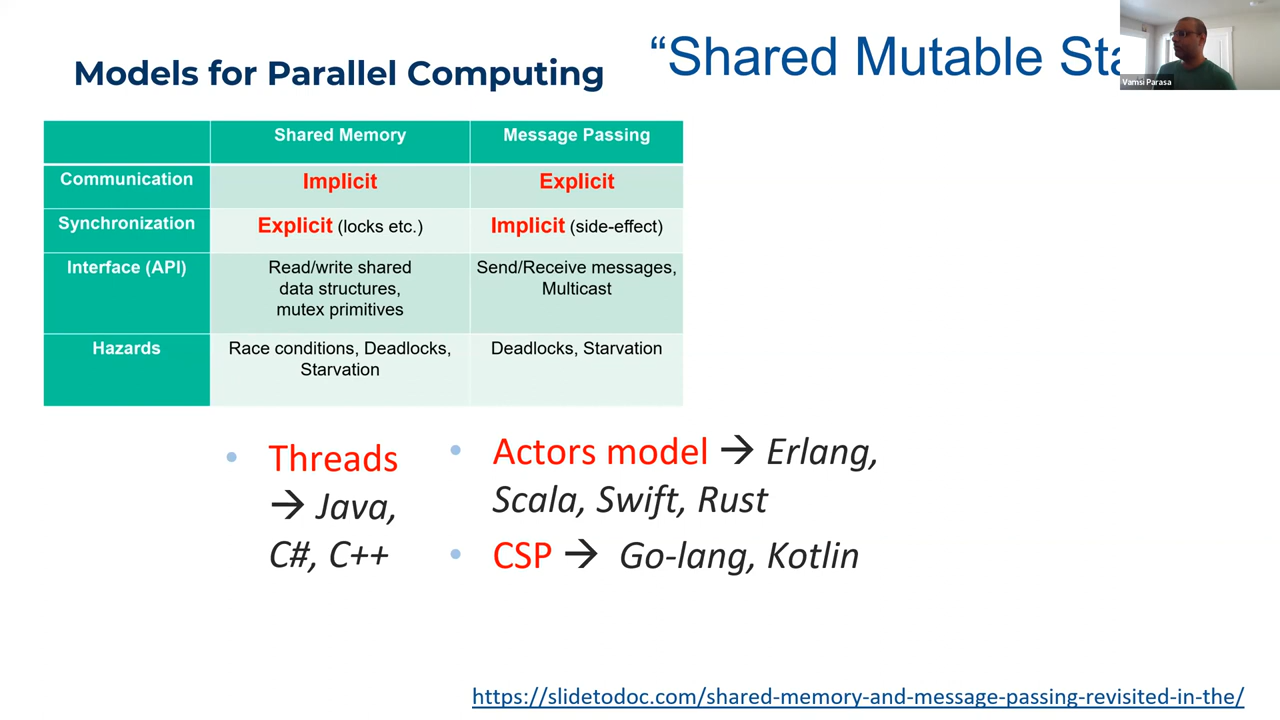 Models for Parallel Computing
“Shared Mutable Sta
Vamsi Parasa
Shared Memory Message Passing
Communication Implicit Explicit
Synchronization Explicit (locks etc.) Implicit (side-effect)
Interface (API) Read/write shared Send/Receive messages,
data structures, Multicast
mutex primitives
Hazards Race conditions, Deadlocks, Deadlocks, Starvation
Starvation
• Threads
→ Java,
C#, C++
• Actors model → Erlang,
Scala, Swift, Rust
• CSP → Go-lang, Kotlin
https://slidetodoc.com/shared-memory-and-message-passing-revisited-in-the/